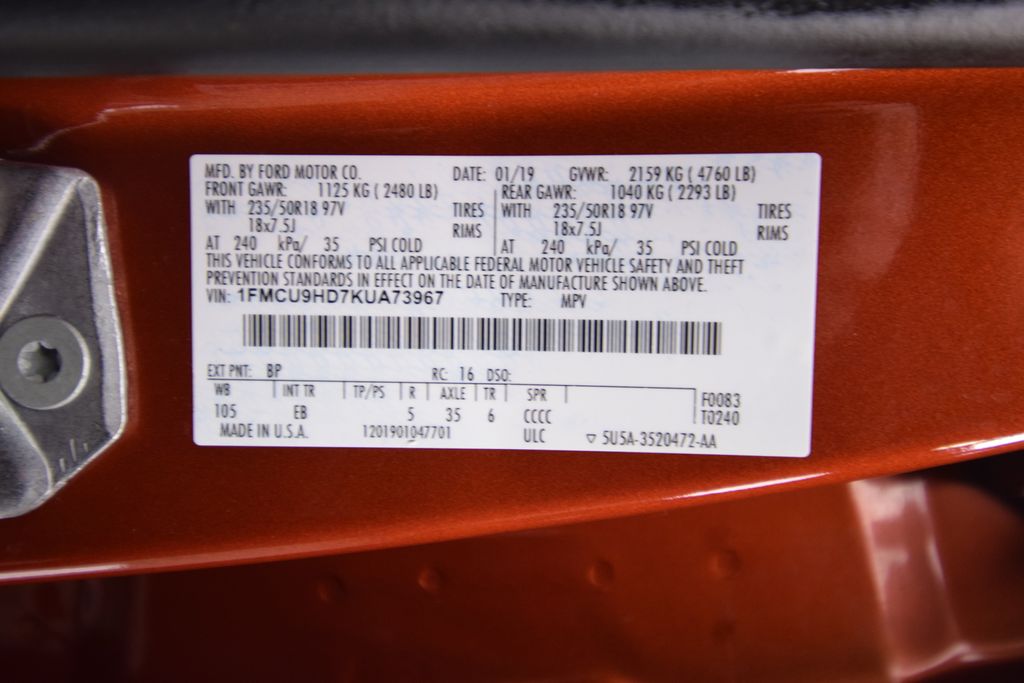 MFD. BY FORD MOTOR CO. DATE: 01/19 GVWR: 2159 KG ( 4760 LB)
FRONT GAWR: 1125 KG ( 2480 LB) REAR GAWR: 1040 KG ( 2293 LB)
WITH 235/50R18 97V TIRES WITH 235/50R18 97V TIRES
18x7.5J RIMS 18x7.5J RIMS
AT 240 kPa/ 35 PSI COLD AT 240 kPa/ 35 PSI COLD
THIS VEHICLE CONFORMS TO ALL APPLICABLE FEDERAL MOTOR VEHICLE SAFETY AND THEFT
PREVENTION STANDARDS IN EFFECT ON THE DATE OF MANUFACTURE SHOWN ABOVE.
VIN: 1FMCU9HD7KUA73967 TYPE: MPV
EXT PNT: BP RC: 16 DSO:
WB INT TR TP/PS R AXLE TR SPR F0083
105 EB 5 35 6 CCCC T0240
MADE IN U.S.A. 1201901047701 ULC ▽ 5U5A-3520472-AA